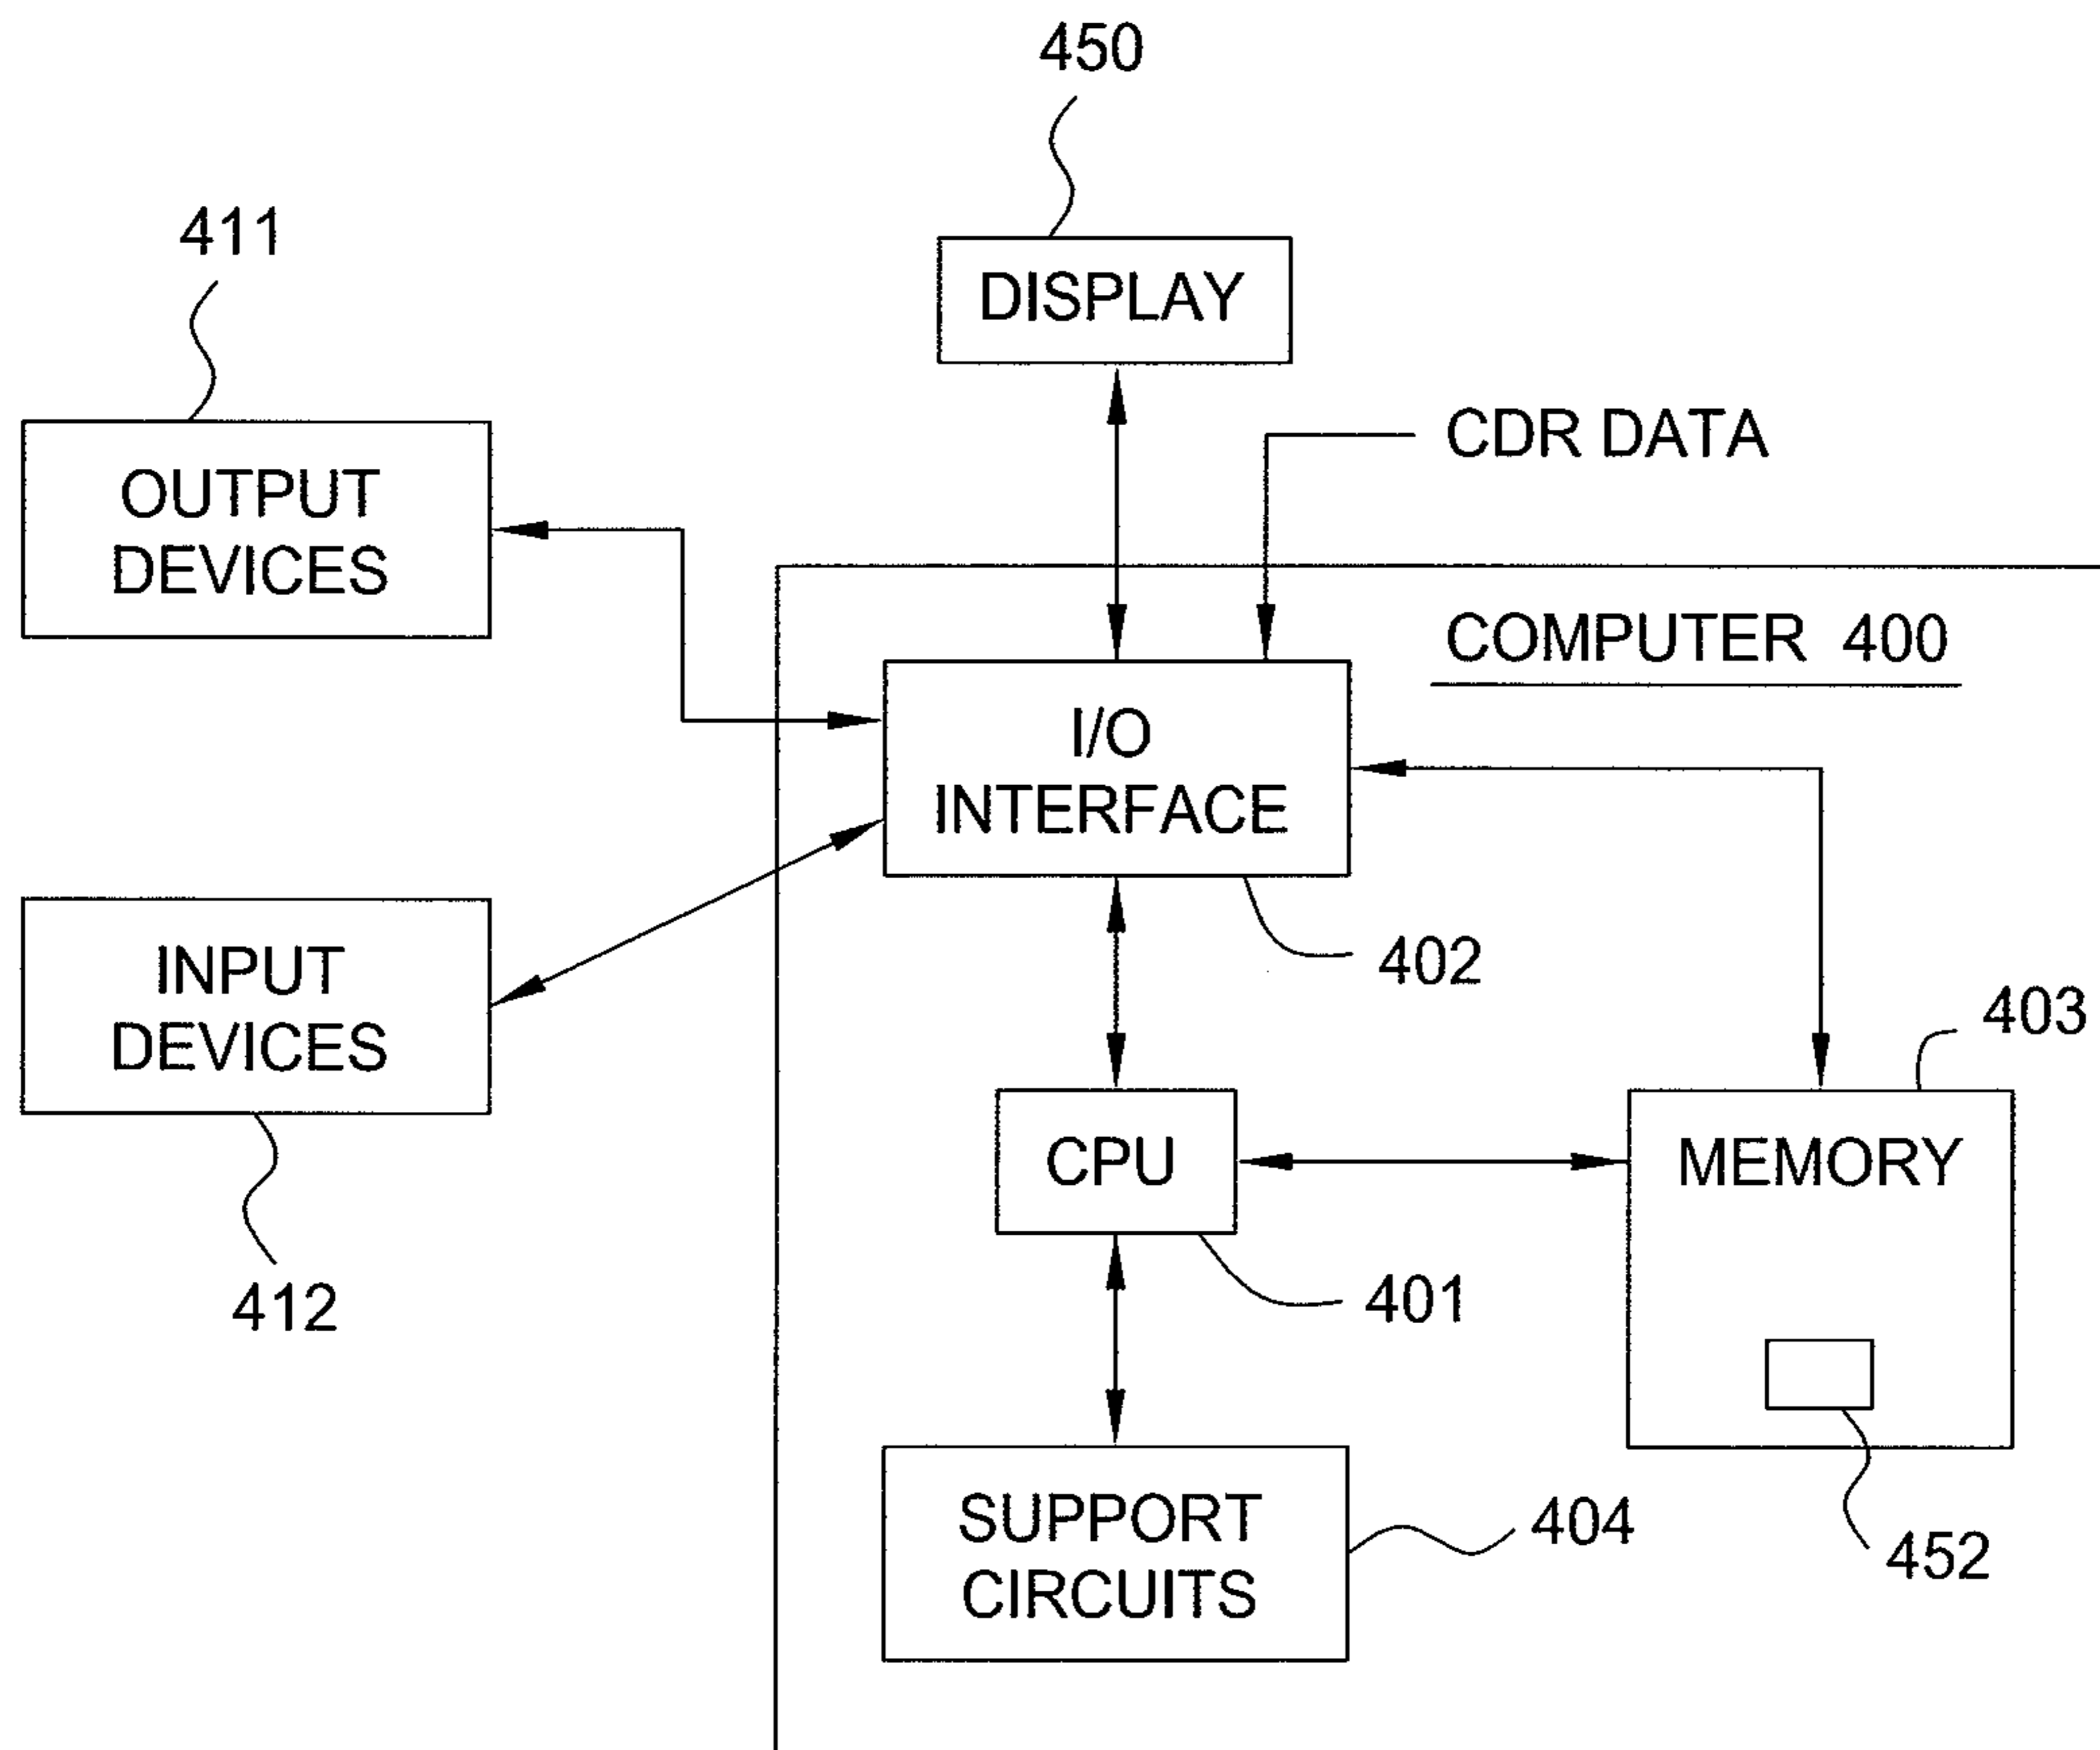 450
411
DISPLAY
CDR DATA
OUTPUT
DEVICES
COMPUTER 400
I/O
INTERFACE
402
INPUT
DEVICES
403
412
CPU
MEMORY
401
SUPPORT
CIRCUITS
404
452